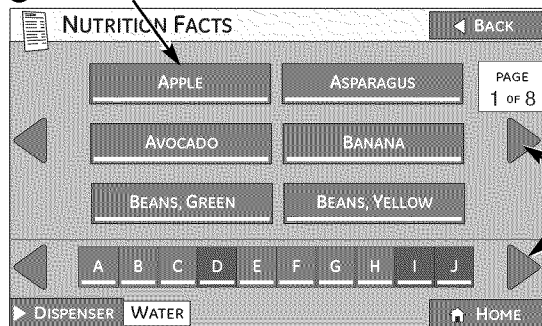 NUTRITION FACTS
BACK
APPLE
ASPARAGUS
PAGE
1 OF 8
AVOCADO
BANANA
BEANS, GREEN
BEANS, YELLOW
A B C D E F G H I J
DISPENSER WATER
HOME